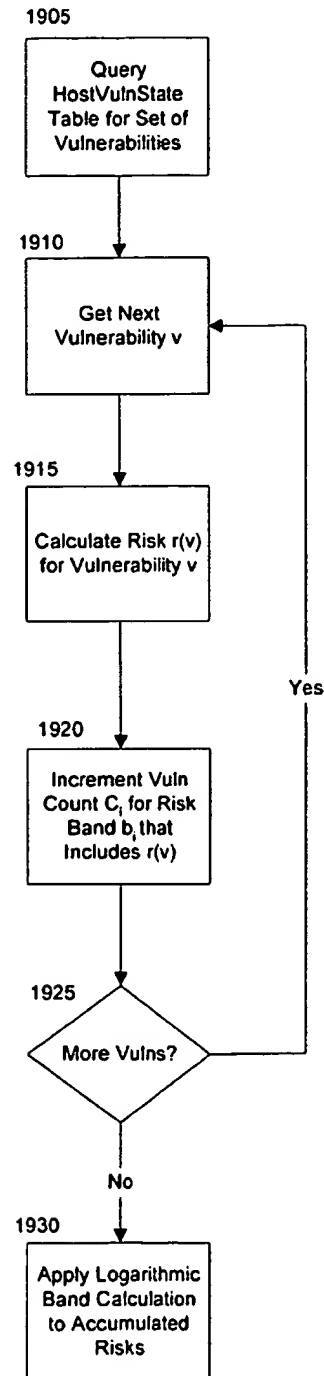 1905
Query
HostVulnState
Table for Set of
Vulnerabilities
1910
Get Next
Vulnerability v
1915
Calculate Risk r(v)
for Vulnerability v
Yes
1920
Increment Vuln
Count Cᵢ for Risk
Band bᵢ that
Includes r(v)
1925
More Vulns?
No
1930
Apply Logarithmic
Band Calculation
to Accumulated
Risks